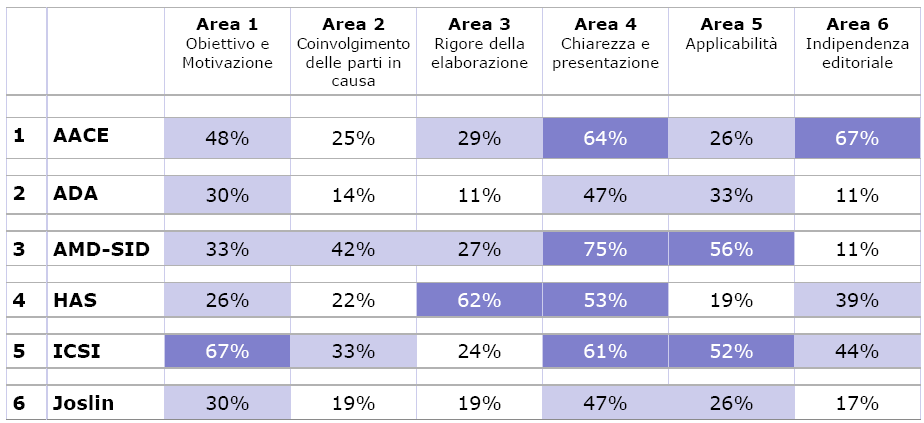 Area 1 Area 2 Area 3 Area 4 Area 5 Area 6
Obiettivo e Coinvolgimento Rigore della Chiarezza e Applicabilità Indipendenza
Motivazione delle parti in elaborazione presentazione editoriale
causa
1 AACE 48% 25% 29% 64% 26% 67%
2 ADA 30% 14% 11% 47% 33% 11%
3 AMD-SID 33% 42% 27% 75% 56% 11%
4 HAS 26% 22% 62% 53% 19% 39%
5 ICSI 67% 33% 24% 61% 52% 44%
6 Joslin 30% 19% 19% 47% 26% 17%